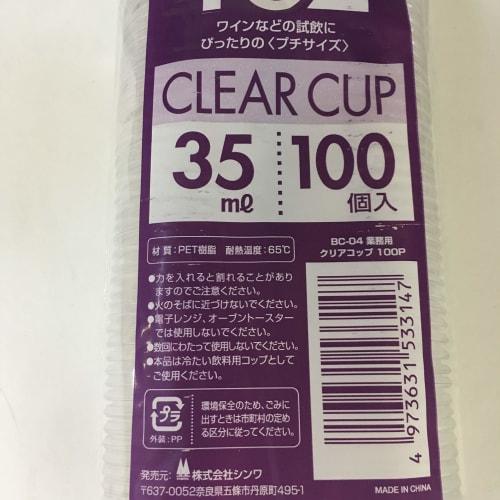 ワインなどの試飲に
ぴったりの〈プチサイズ〉
CLEAR CUP
35 100
ml 個入
材質:PET樹脂 耐熱温度:65℃
●力を入れると割れることがあり
ますのでご注意ください。
●火のそばに近づけないでください。
●電子レンジ、オーブントースター
では使用しないでください。
●数回にわたって使用しないでください。
●本品は冷たい飲料用コップとして
ご使用ください。
BC-04 業務用
クリアコップ 100P
4 973631 533147
プラ
外装:PP
環境保全のため、ごみに
出すときは市町村の定め
る区分に従ってください。
発売元: 株式会社シンワ
〒637-0052奈良県五條市丹原町495-1
MADE IN CHINA